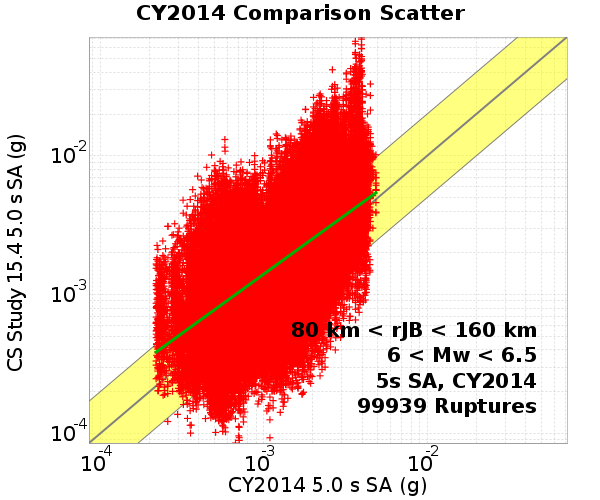 CY2014 Comparison Scatter
CS Study 15.4 5.0 s SA (g)
10-2
10-3
10-4
80 km < rJB < 160 km
6 < Mw < 6.5
5s SA, CY2014
99939 Ruptures
10-4 10-3 10-2
CY2014 5.0 s SA (g)